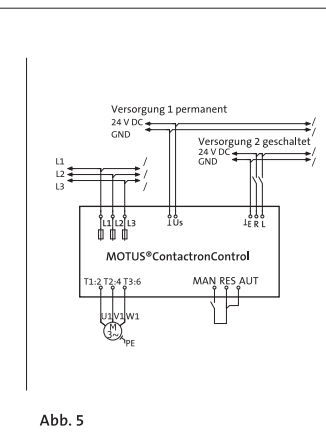 Versorgung 1 permanent
24 V DC
GND
Versorgung 2 geschaltet
24 V DC
GND
L1
L2
L3
L1 L2 L3
⊥ Us
⊥E R L
MOTUS®ContactronControl
T1:2 T2:4 T3:6
MAN RES AUT
U1 V1 W1
M
3~
PE
Abb. 5